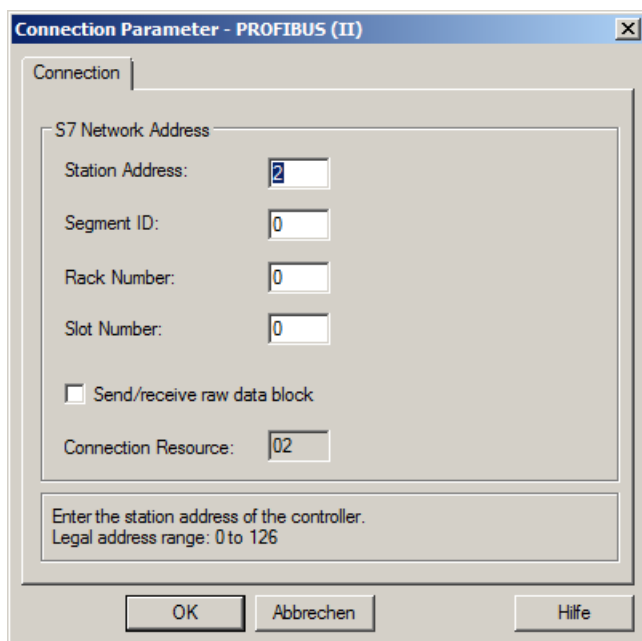 Connection Parameter - PROFIBUS (II)
Connection
S7 Network Address
Station Address: 2
Segment ID: 0
Rack Number: 0
Slot Number: 0
Send/receive raw data block
Connection Resource: 02
Enter the station address of the controller.
Legal address range: 0 to 126
OK Abbrechen Hilfe